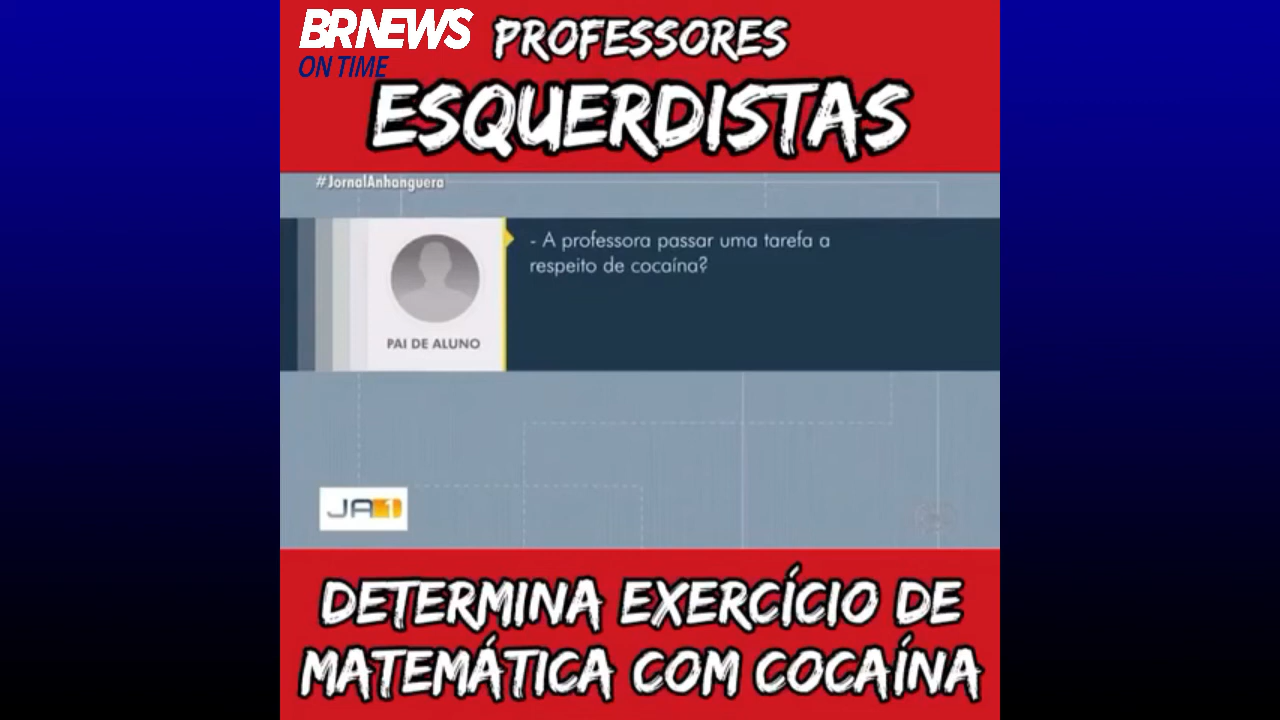 BRNEWS
ON TIME
PROFESSORES
ESQUERDISTAS
#JornalAnhanguera
- A professora passar uma tarefa a
respeito de cocaína?
PAI DE ALUNO
JA1
DETERMINA EXERCÍCIO DE
MATEMÁTICA COM COCAÍNA